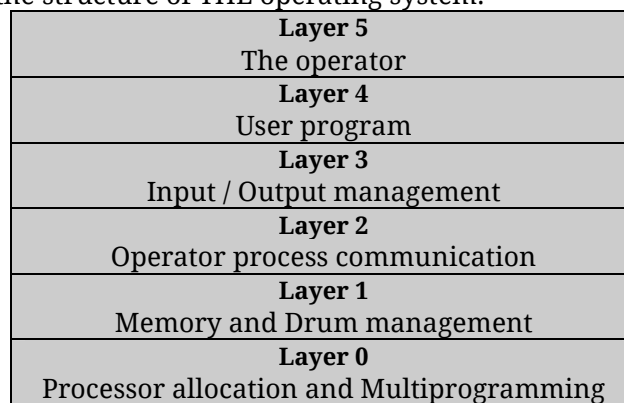 the structure of THE operating system.
Layer 5
The operator
Layer 4
User program
Layer 3
Input / Output management
Layer 2
Operator process communication
Layer 1
Memory and Drum management
Layer 0
Processor allocation and Multiprogramming